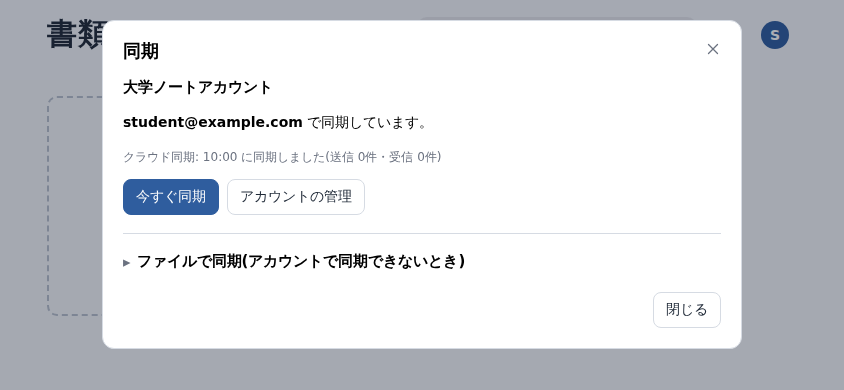 書類
S
同期
×
大学ノートアカウント
student@example.com で同期しています。
クラウド同期: 10:00 に同期しました(送信 0件・受信 0件)
今すぐ同期 アカウントの管理
▸ ファイルで同期(アカウントで同期できないとき)
閉じる